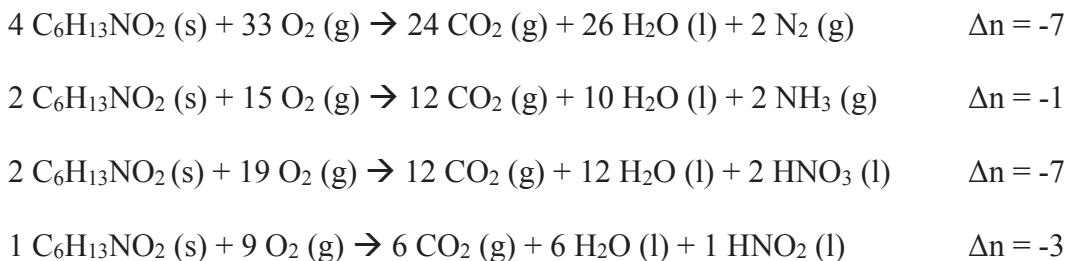 4 C₆H₁₃NO₂ (s) + 33 O₂ (g) → 24 CO₂ (g) + 26 H₂O (l) + 2 N₂ (g) Δn = -7
2 C₆H₁₃NO₂ (s) + 15 O₂ (g) → 12 CO₂ (g) + 10 H₂O (l) + 2 NH₃ (g) Δn = -1
2 C₆H₁₃NO₂ (s) + 19 O₂ (g) → 12 CO₂ (g) + 12 H₂O (l) + 2 HNO₃ (l) Δn = -7
1 C₆H₁₃NO₂ (s) + 9 O₂ (g) → 6 CO₂ (g) + 6 H₂O (l) + 1 HNO₂ (l) Δn = -3